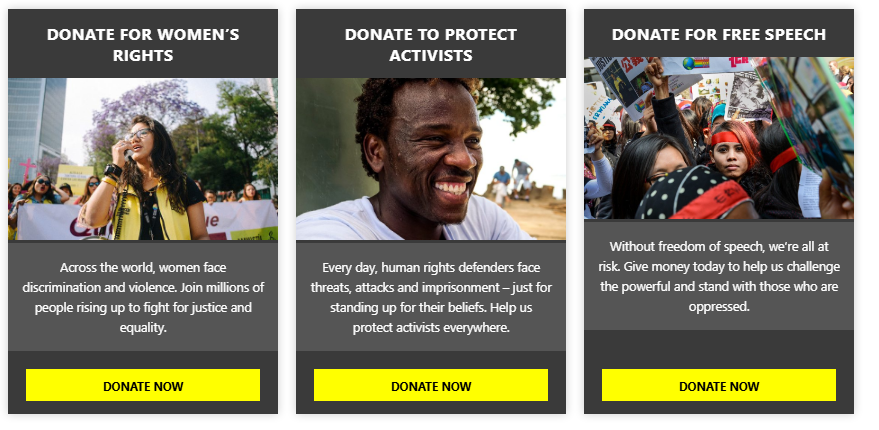 DONATE FOR WOMEN'S
RIGHTS
Across the world, women face
discrimination and violence. Join millions of
people rising up to fight for justice and
equality.
DONATE NOW
DONATE TO PROTECT
ACTIVISTS
Every day, human rights defenders face
threats, attacks and imprisonment – just for
standing up for their beliefs. Help us
protect activists everywhere.
DONATE NOW
DONATE FOR FREE SPEECH
Without freedom of speech, we're all at
risk. Give money today to help us challenge
the powerful and stand with those who are
oppressed.
DONATE NOW